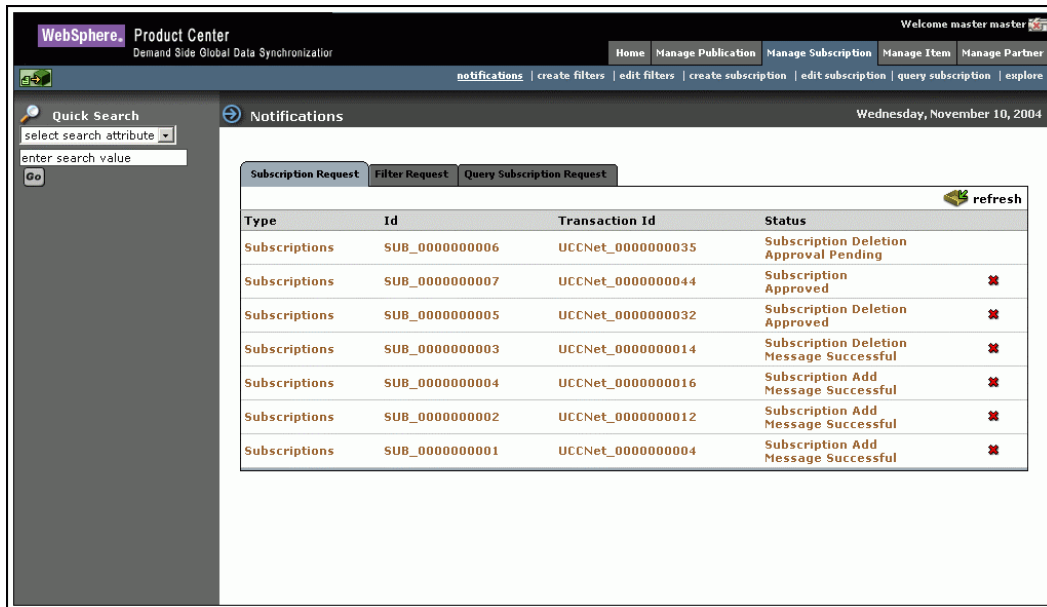 Welcome master master
WebSphere. Product Center
Demand Side Global Data Synchronization
Home Manage Publication Manage Subscription Manage Item Manage Partner
notifications | create filters | edit filters | create subscription | edit subscription | query subscription | explore
Quick Search
select search attribute
enter search value
Go
Notifications Wednesday, November 10, 2004
Subscription Request Filter Request Query Subscription Request
refresh
Type Id Transaction Id Status
Subscriptions SUB_0000000006 UCCNet_0000000035 Subscription Deletion
Approval Pending
Subscriptions SUB_0000000007 UCCNet_0000000044 Subscription
Approved
Subscriptions SUB_0000000005 UCCNet_0000000032 Subscription Deletion
Approved
Subscriptions SUB_0000000003 UCCNet_0000000014 Subscription Deletion
Message Successful
Subscriptions SUB_0000000004 UCCNet_0000000016 Subscription Add
Message Successful
Subscriptions SUB_0000000002 UCCNet_0000000012 Subscription Add
Message Successful
Subscriptions SUB_0000000001 UCCNet_0000000004 Subscription Add
Message Successful